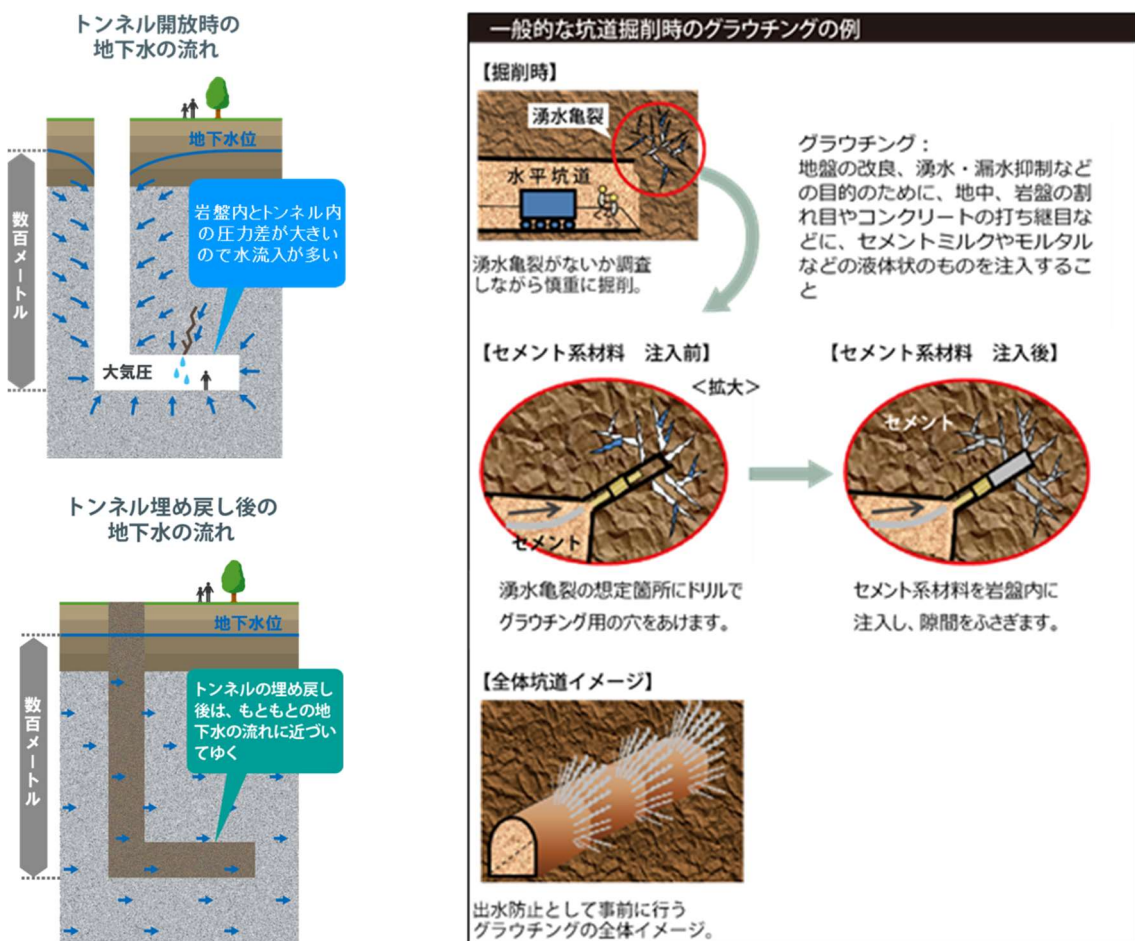 トンネル開放時の
地下水の流れ
地下水位
数百メートル
岩盤内とトンネル内
の圧力差が大きい
ので水流入が多い
大気圧
トンネル埋め戻し後の
地下水の流れ
地下水位
数百メートル
トンネルの埋め戻し
後は、もともとの地
下水の流れに近づい
てゆく
一般的な坑道掘削時のグラウチングの例
【掘削時】
湧水亀裂
水平坑道
湧水亀裂がないか調査
しながら慎重に掘削。
グラウチング：
地盤の改良、湧水・漏水抑制など
の目的のために、地中、岩盤の割
れ目やコンクリートの打ち継目な
どに、セメントミルクやモルタル
などの液体状のものを注入するこ
と
【セメント系材料　注入前】
＜拡大＞
セメント
湧水亀裂の想定箇所にドリルで
グラウチング用の穴をあけます。
【セメント系材料　注入後】
セメント
セメント系材料を岩盤内に
注入し、隙間をふさぎます。
【全体坑道イメージ】
出水防止として事前に行う
グラウチングの全体イメージ。